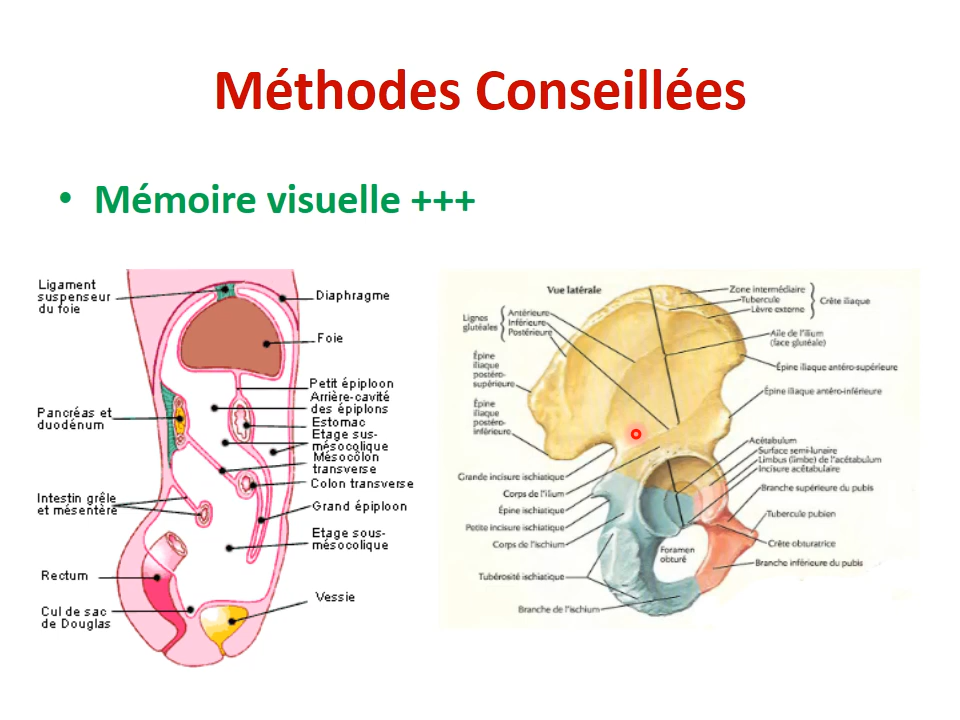 Méthodes Conseillées
• Mémoire visuelle +++
Ligament
suspenseur
du foie
Diaphragme
Foie
Petit épiploon
Arrière-cavité
des épiplons
Estomac
Etage sus-
mésocolique
Mésocôlon
transverse
Colon transverse
Grand épiploon
Etage sous-
mésocolique
Vessie
Pancréas et
duodénum
Intestin grêle
et mésentère
Rectum
Cul de sac
de Douglas
Vue latérale
Lignes
glutéales
Antérieure
Inférieure
Postérieure
Épine
iliaque
postéro-
supérieure
Épine
iliaque
postéro-
inférieure
Grande incisure ischiatique
Corps de l'ilium
Épine ischiatique
Petite incisure ischiatique
Corps de l'ischium
Tubérosité ischiatique
Branche de l'ischium
Foramen
obturé
Zone intermédiaire
Tubercule
Lèvre externe
Crête iliaque
Aile de l'ilium
(face glutéale)
Épine iliaque antéro-supérieure
Épine iliaque antéro-inférieure
Acétabulum
Surface semi-lunaire
Limbus (limbe) de l'acétabulum
Incisure acétabulaire
Branche supérieure du pubis
Tubercule pubien
Crête obturatrice
Branche inférieure du pubis